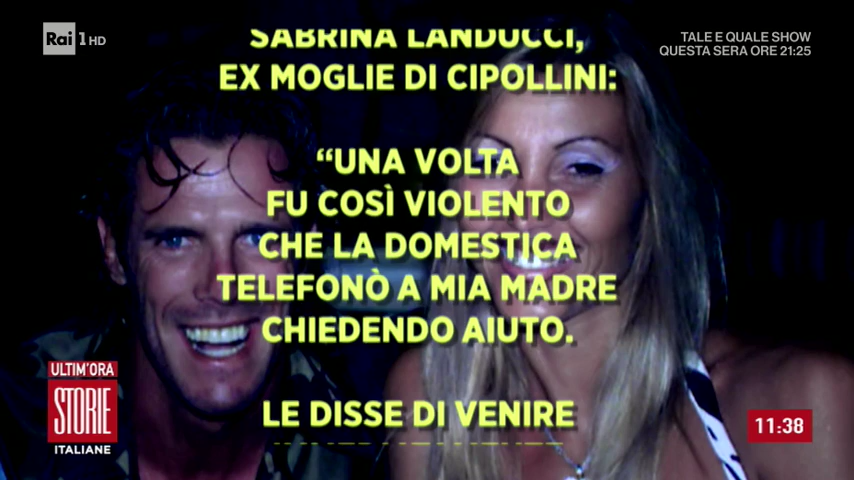 Rai 1 HD
TALE E QUALE SHOW
QUESTA SERA ORE 21:25
SABRINA LANDUCCI,
EX MOGLIE DI CIPOLLINI:
“UNA VOLTA
FU COSÌ VIOLENTO
CHE LA DOMESTICA
TELEFONÒ A MIA MADRE
CHIEDENDO AIUTO.
LE DISSE DI VENIRE
ULTIM'ORA
STORIE
ITALIANE
11:38